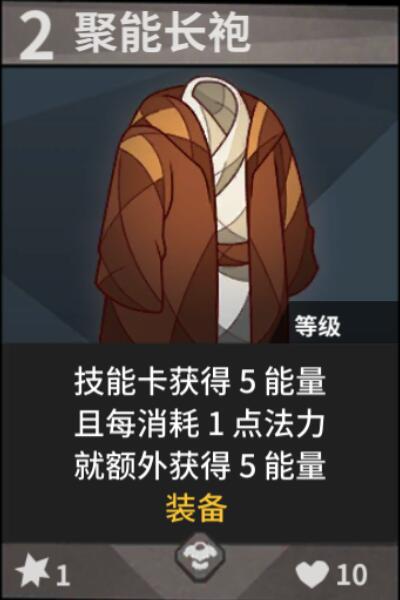 2 聚能长袍
等级
技能卡获得 5 能量
且每消耗 1 点法力
就额外获得 5 能量
装备
1 10